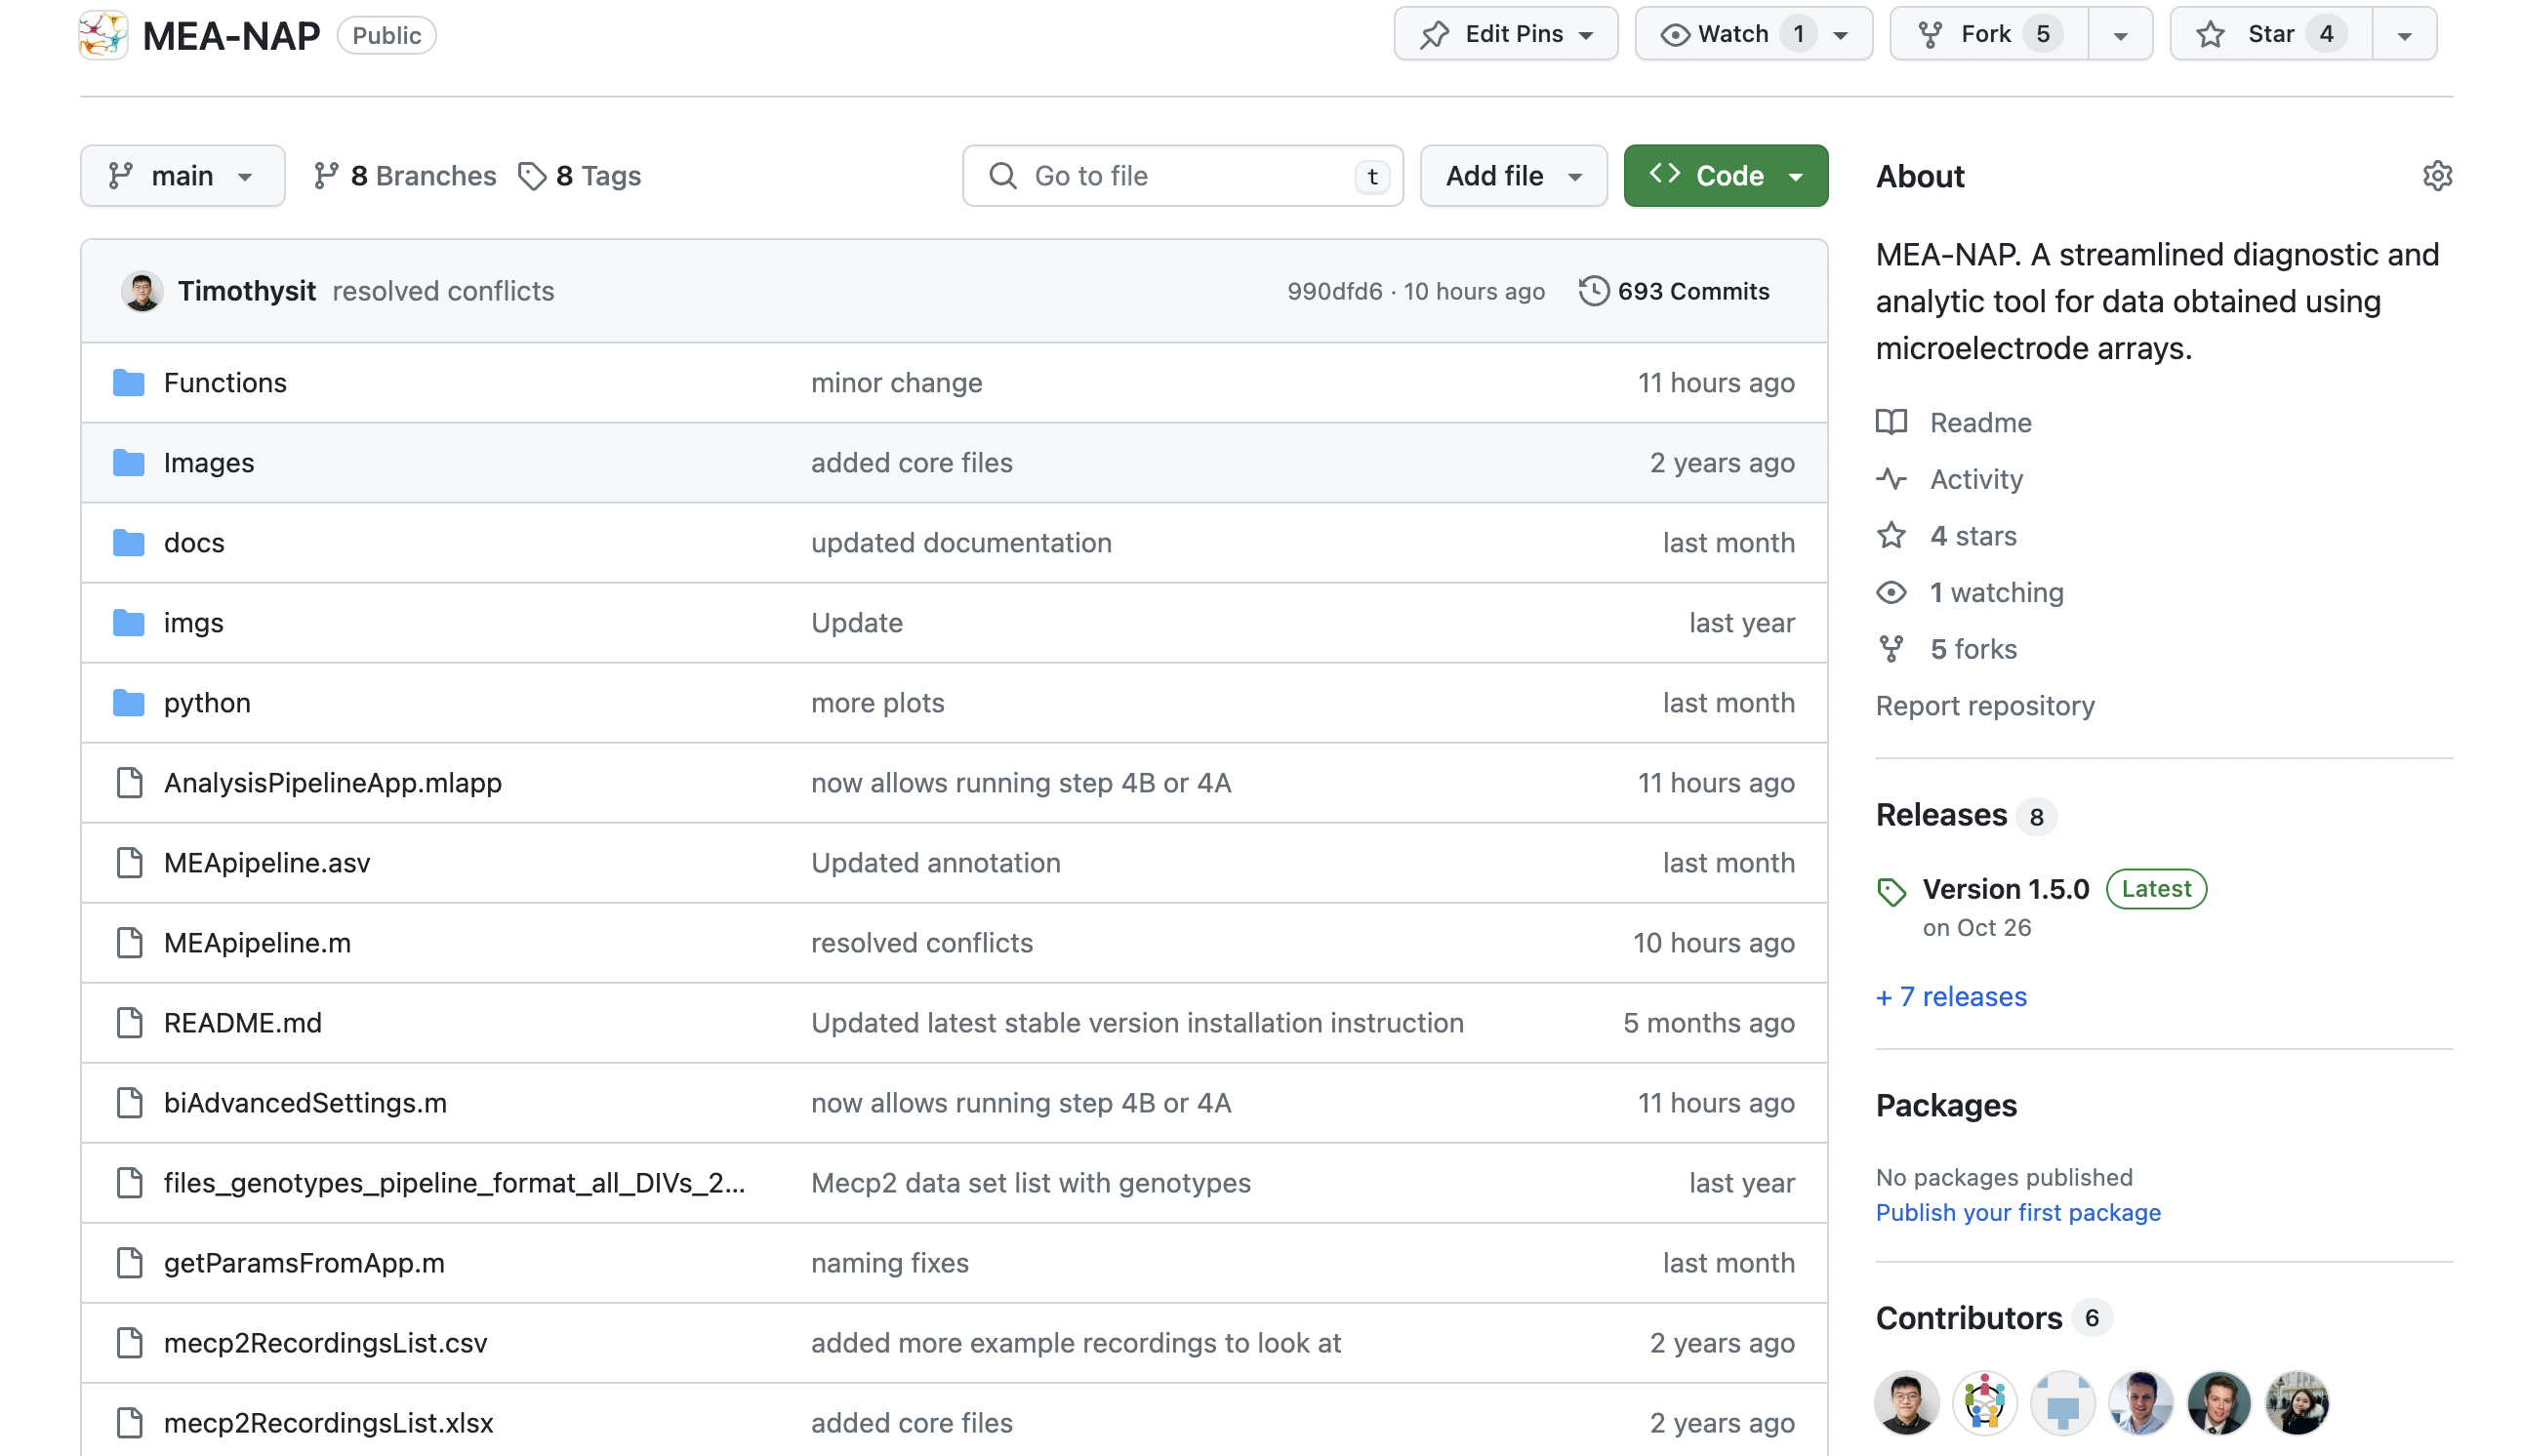 MEA-NAP Public Edit Pins Watch 1 Fork 5 Star 4
main 8 Branches 8 Tags Go to file t Add file Code
Timothysit resolved conflicts 990dfd6 · 10 hours ago 693 Commits
Functions minor change 11 hours ago
Images added core files 2 years ago
docs updated documentation last month
imgs Update last year
python more plots last month
AnalysisPipelineApp.mlapp now allows running step 4B or 4A 11 hours ago
MEApipeline.asv Updated annotation last month
MEApipeline.m resolved conflicts 10 hours ago
README.md Updated latest stable version installation instruction 5 months ago
biAdvancedSettings.m now allows running step 4B or 4A 11 hours ago
files_genotypes_pipeline_format_all_DIVs_2... Mecp2 data set list with genotypes last year
getParamsFromApp.m naming fixes last month
mecp2RecordingsList.csv added more example recordings to look at 2 years ago
mecp2RecordingsList.xlsx added core files 2 years ago
About
MEA-NAP. A streamlined diagnostic and
analytic tool for data obtained using
microelectrode arrays.
Readme
Activity
4 stars
1 watching
5 forks
Report repository
Releases 8
Version 1.5.0 Latest
on Oct 26
+ 7 releases
Packages
No packages published
Publish your first package
Contributors 6